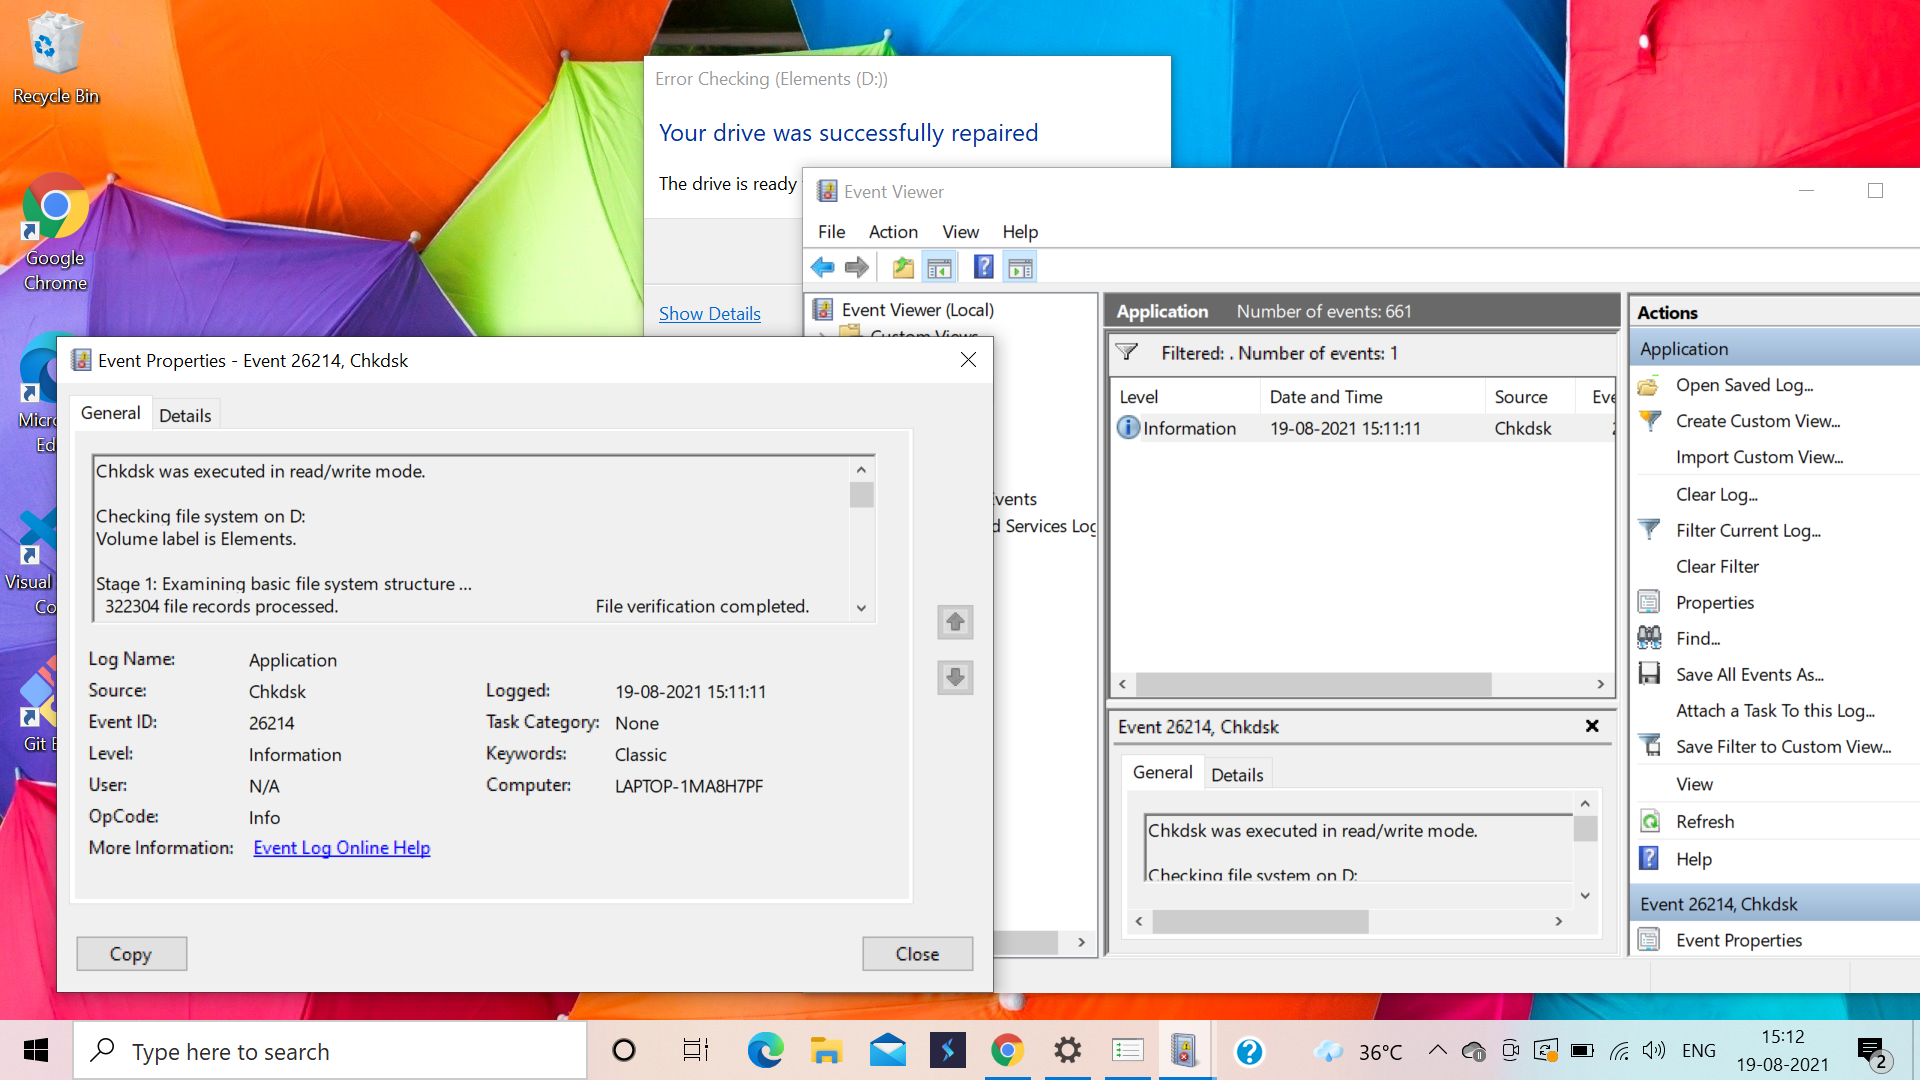 Recycle Bin
Google
Chrome
Visual
Error Checking (Elements (D:))
Your drive was successfully repaired
The drive is ready
Show Details
Event Viewer
File Action View Help
Event Viewer (Local)
Custom Views
Services Log
Application Number of events: 661
Filtered: . Number of events: 1
Level Date and Time Source
Information 19-08-2021 15:11:11 Chkdsk
Event 26214, Chkdsk
General Details
Chkdsk was executed in read/write mode.
Checking file system on D:
Actions
Application
Open Saved Log...
Create Custom View...
Import Custom View...
Clear Log...
Filter Current Log...
Clear Filter
Properties
Find...
Save All Events As...
Attach a Task To this Log...
Save Filter to Custom View...
View
Refresh
Help
Event 26214, Chkdsk
Event Properties
Event Properties - Event 26214, Chkdsk
General Details
Chkdsk was executed in read/write mode.
Checking file system on D:
Volume label is Elements.
Stage 1: Examining basic file system structure ...
322304 file records processed. File verification completed.
Log Name: Application
Source: Chkdsk Logged: 19-08-2021 15:11:11
Event ID: 26214 Task Category: None
Level: Information Keywords: Classic
User: N/A Computer: LAPTOP-1MA8H7PF
OpCode: Info
More Information: Event Log Online Help
Copy Close
Type here to search
36°C ENG
15:12
19-08-2021
2